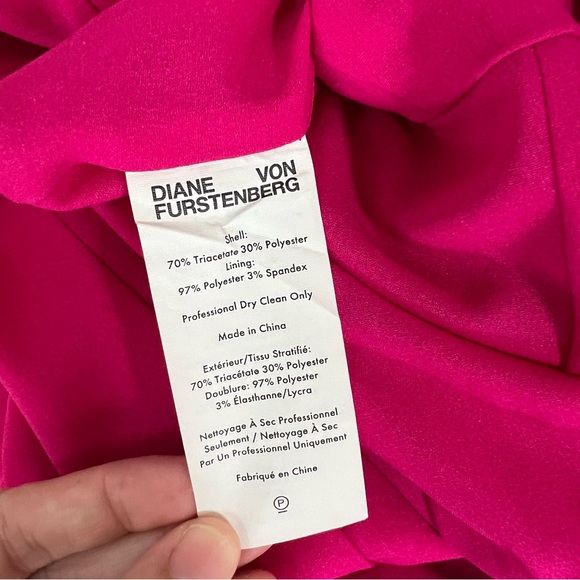 DIANE VON
FURSTENBERG
Shell:
70% Triacetate 30% Polyester
Lining:
97% Polyester 3% Spandex
Professional Dry Clean Only
Made in China
Extérieur/Tissu Stratifié:
70% Triacétate 30% Polyester
Doublure: 97% Polyester
3% Élasthanne/Lycra
Nettoyage À Sec Professionnel
Seulement / Nettoyage À Sec
Par Un Professionnel Uniquement
Fabriqué en Chine
P